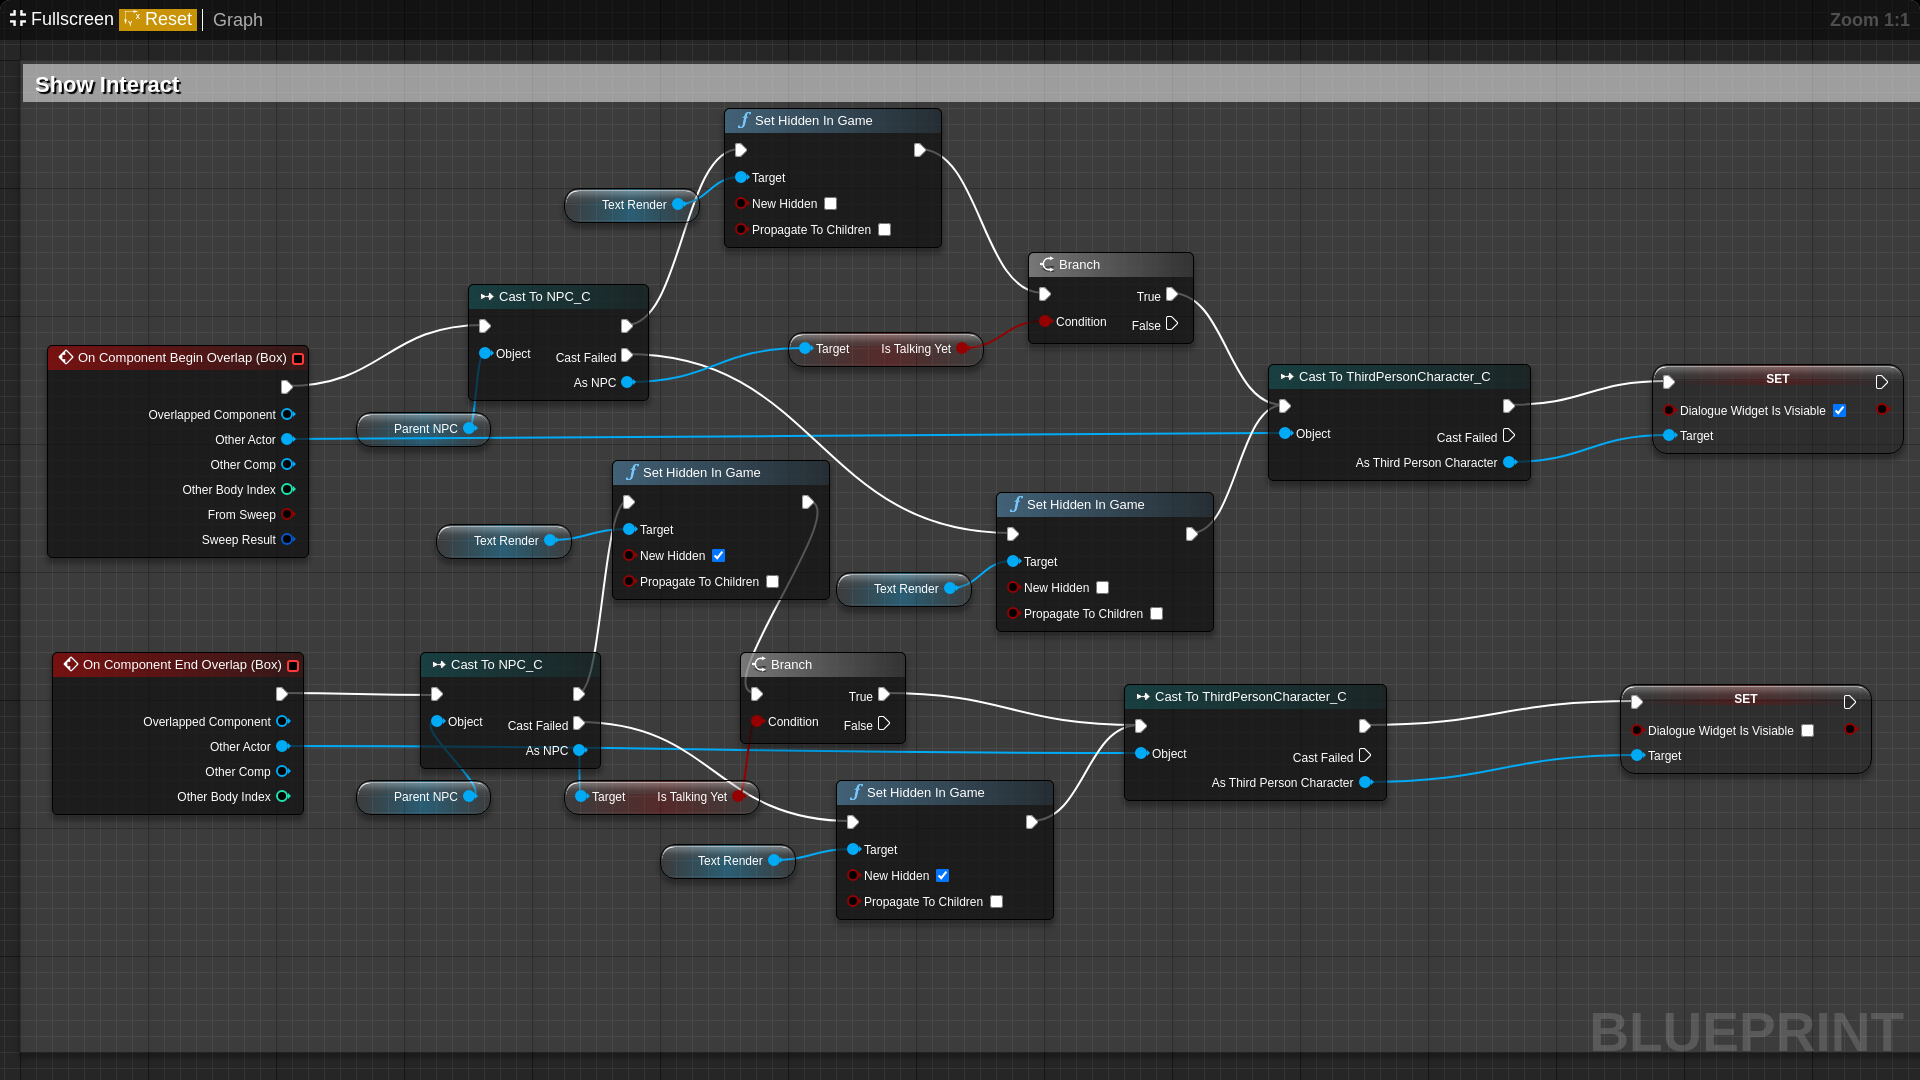 Fullscreen Reset Graph
Zoom 1:1
Show Interact
Set Hidden In Game
Target
New Hidden
Propagate To Children
Text Render
Branch
True
Condition
False
Cast To NPC_C
Object
Cast Failed
As NPC
Target Is Talking Yet
On Component Begin Overlap (Box)
Overlapped Component
Other Actor
Other Comp
Other Body Index
From Sweep
Sweep Result
Parent NPC
Cast To ThirdPersonCharacter_C
Object
Cast Failed
As Third Person Character
SET
Dialogue Widget Is Visiable
Target
Set Hidden In Game
Target
New Hidden
Propagate To Children
Text Render
Set Hidden In Game
Target
New Hidden
Propagate To Children
Text Render
On Component End Overlap (Box)
Overlapped Component
Other Actor
Other Comp
Other Body Index
Cast To NPC_C
Object
Cast Failed
As NPC
Parent NPC
Target Is Talking Yet
Branch
True
Condition
False
Set Hidden In Game
Target
New Hidden
Propagate To Children
Text Render
Cast To ThirdPersonCharacter_C
Object
Cast Failed
As Third Person Character
SET
Dialogue Widget Is Visiable
Target
BLUEPRINT